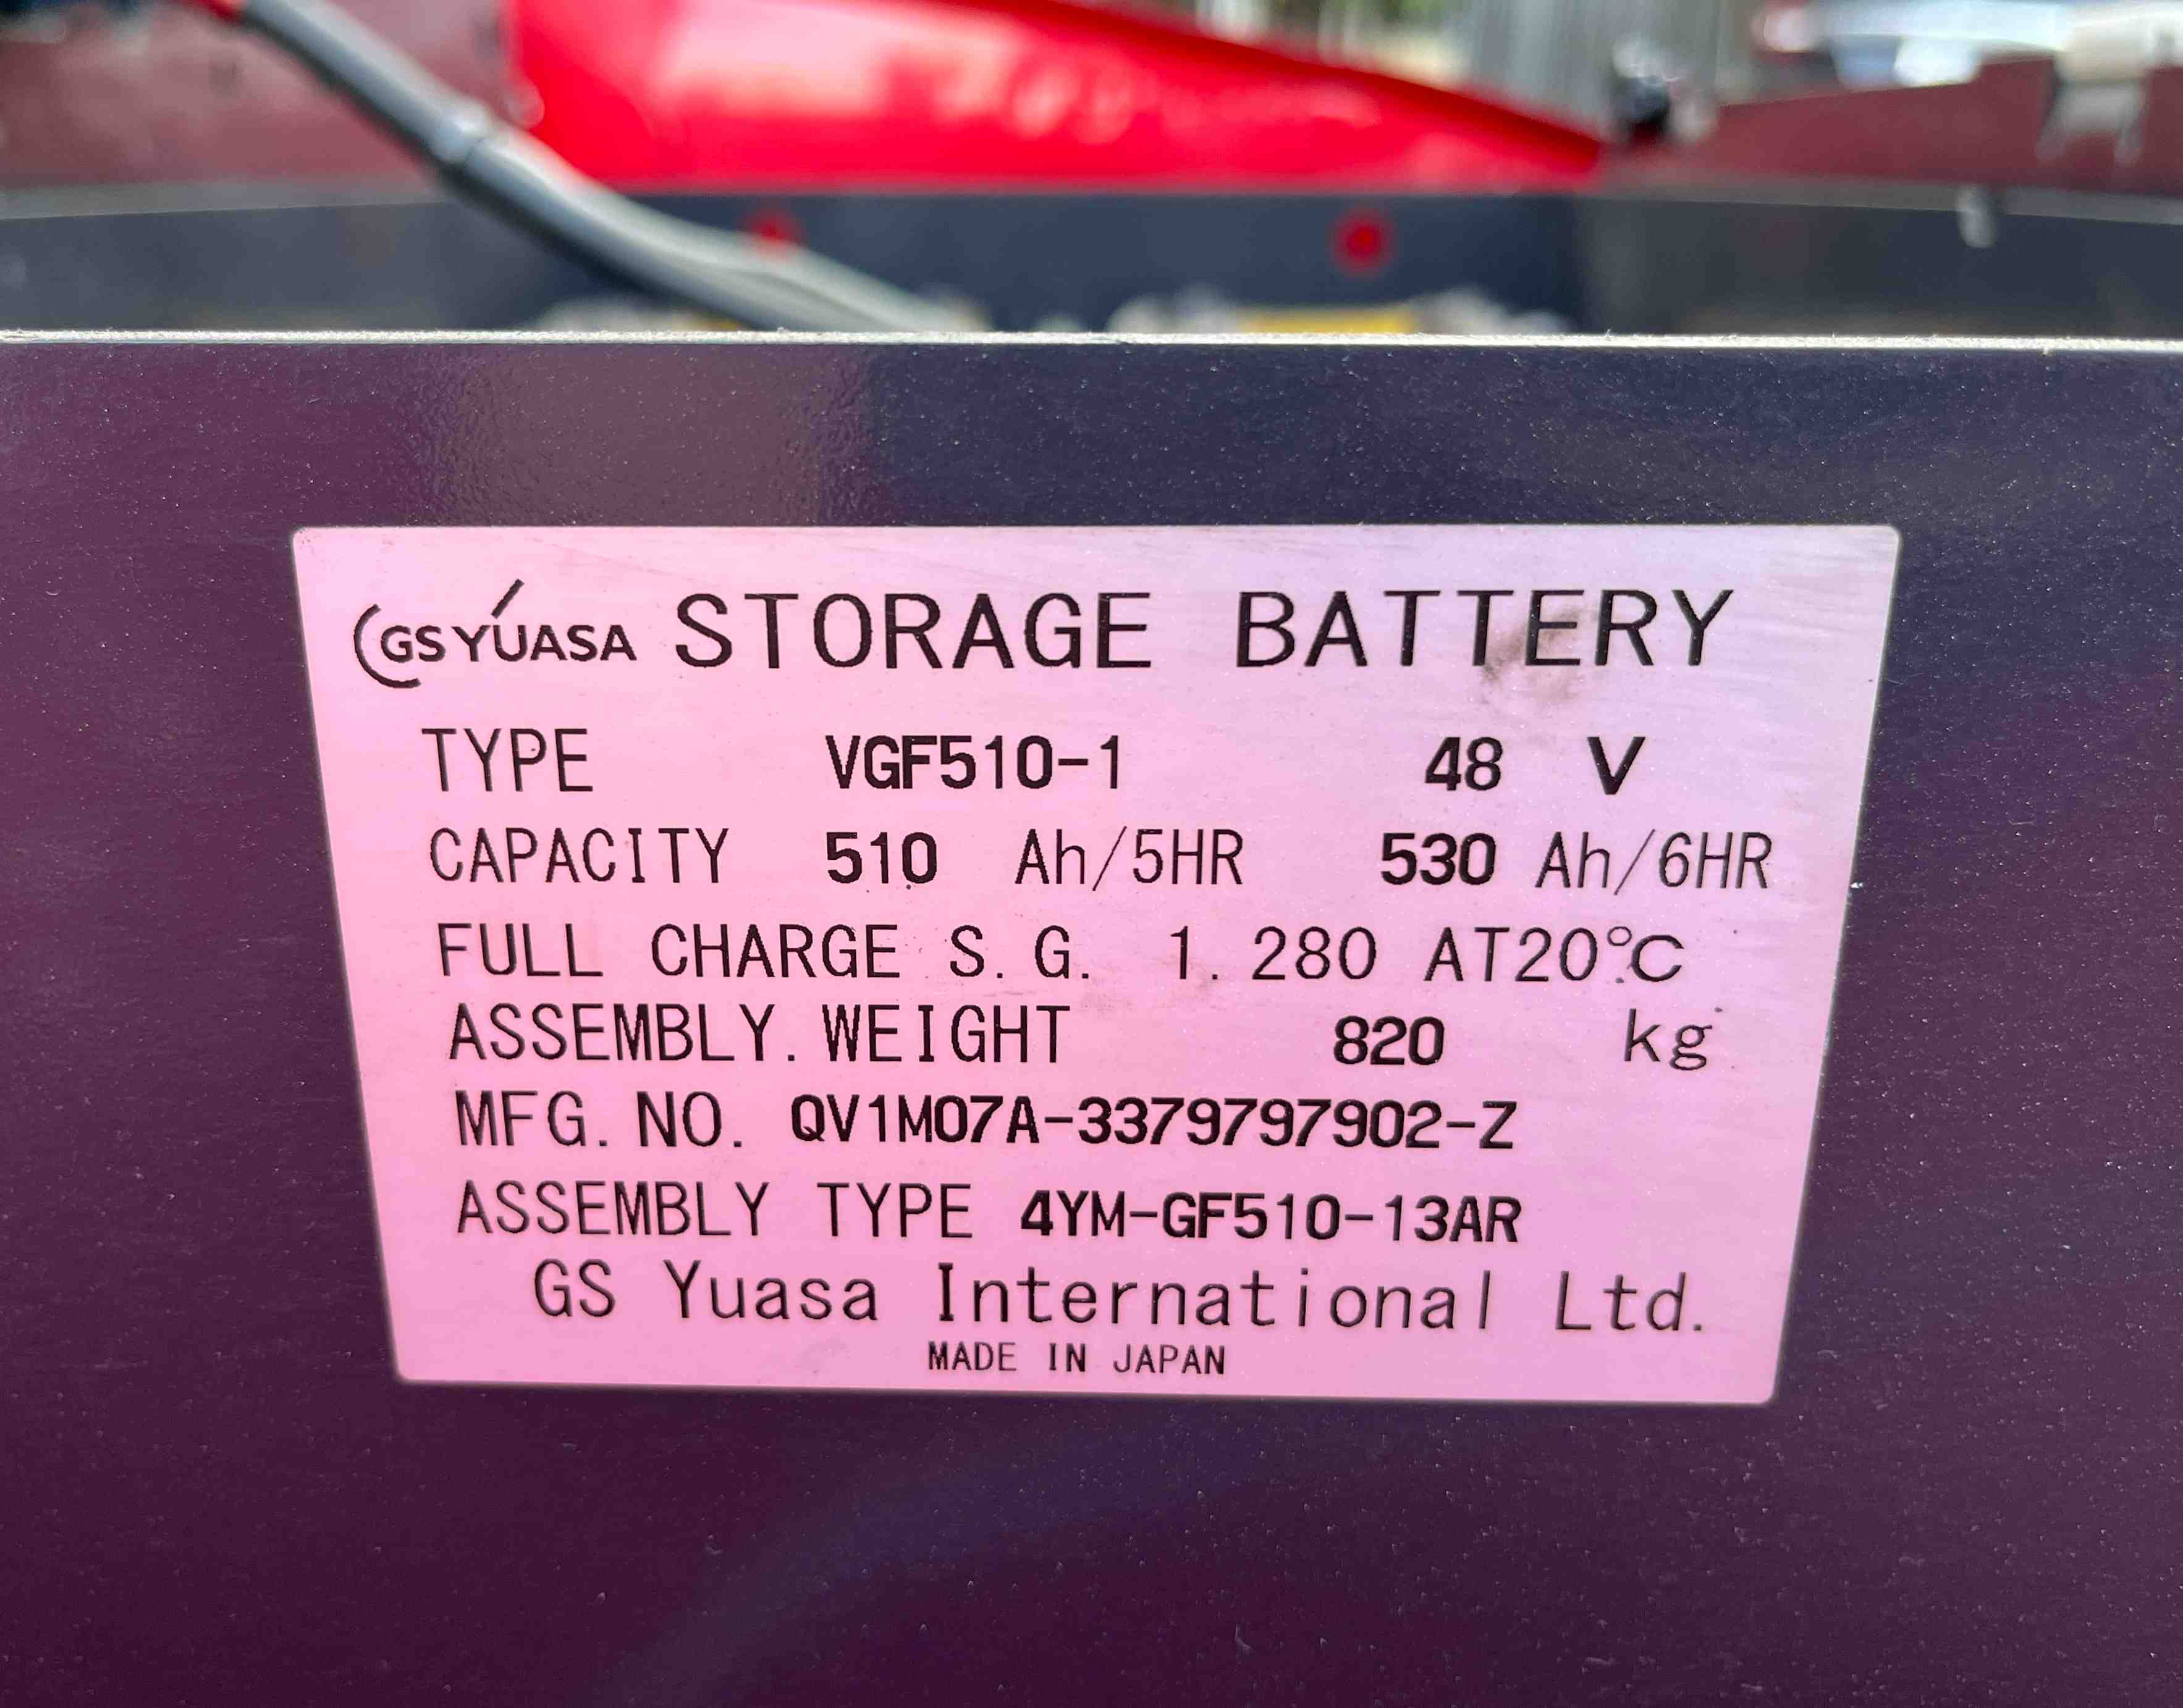 GS YUASA STORAGE BATTERY
TYPE VGF510-1 48 V
CAPACITY 510 Ah/5HR 530 Ah/6HR
FULL CHARGE S.G. 1.280 AT20℃
ASSEMBLY.WEIGHT 820 kg
MFG.NO. QV1M07A-3379797902-Z
ASSEMBLY TYPE 4YM-GF510-13AR
GS Yuasa International Ltd.
MADE IN JAPAN